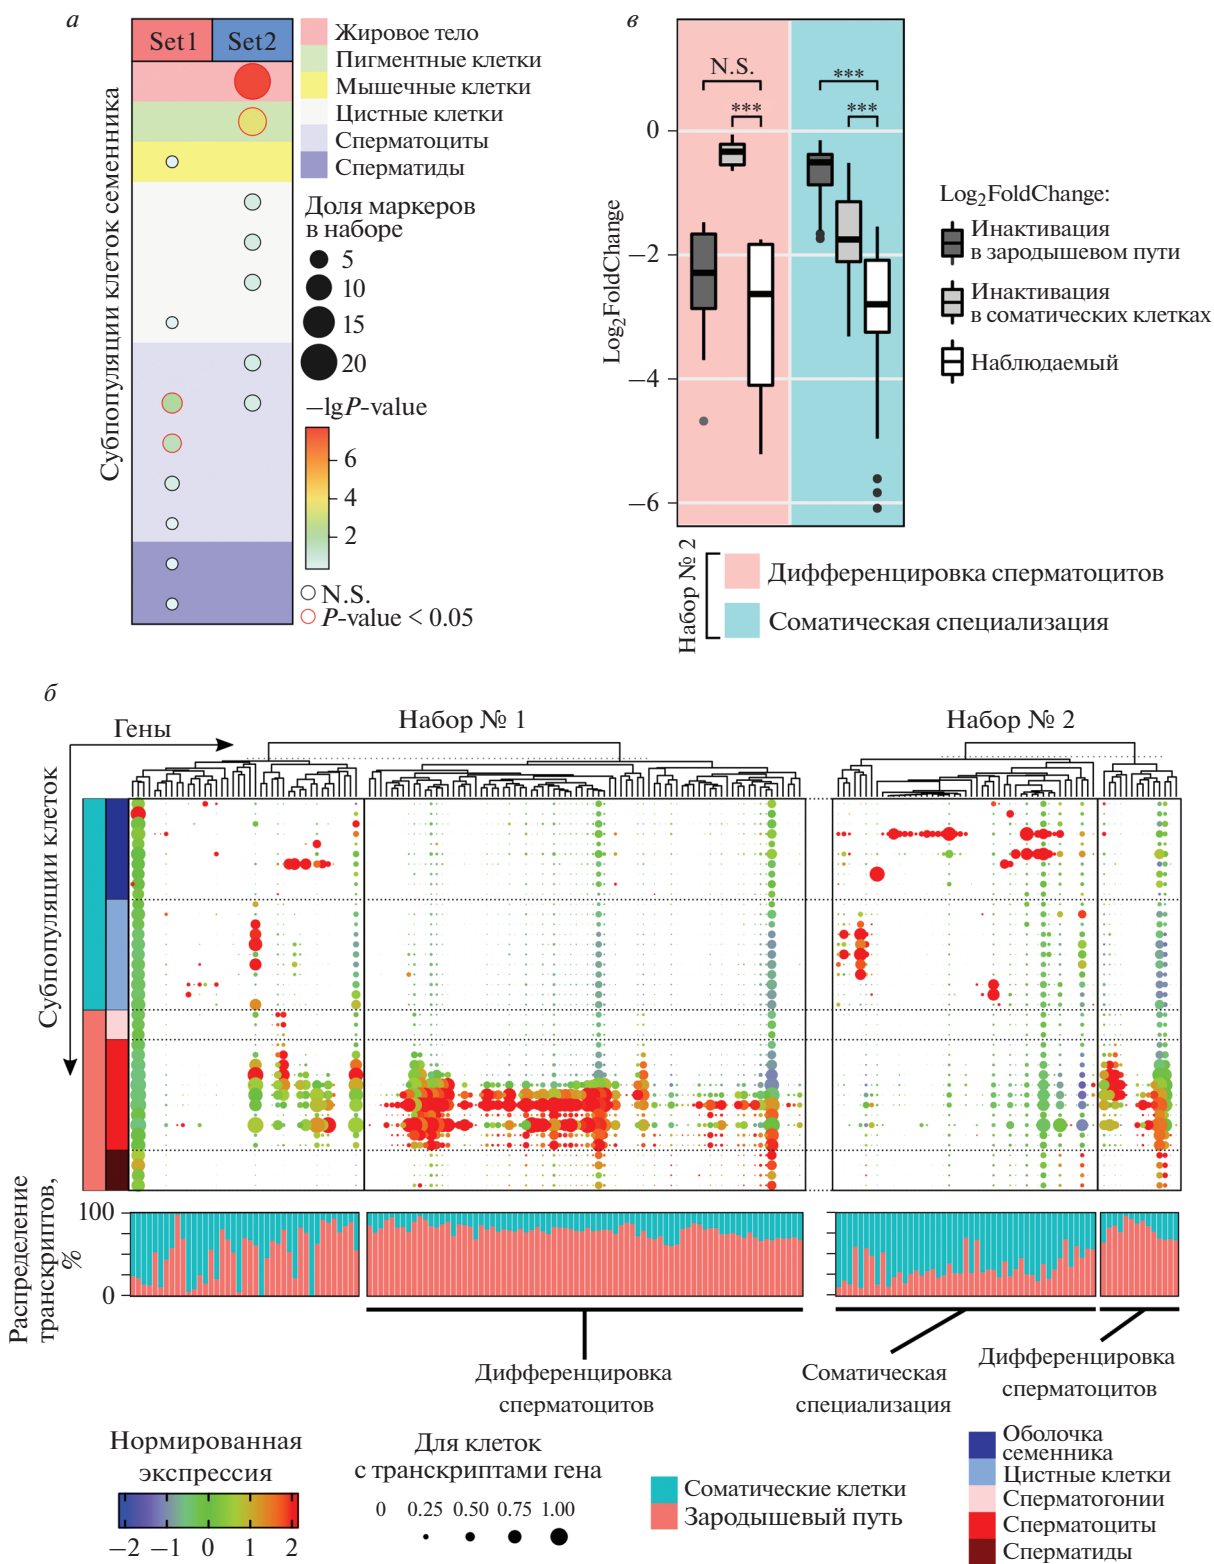 а
Set1
Set2
Субпопуляции клеток семенника
Жировое тело
Пигментные клетки
Мышечные клетки
Цистные клетки
Сперматоциты
Сперматиды
Доля маркеров
в наборе
5
10
15
20
−lgP-value
6
4
2
N.S.
P-value < 0.05
в
N.S.
***
***
***
0
−2
−4
−6
Log2FoldChange
Log2FoldChange:
Инактивация
в зародышевом пути
Инактивация
в соматических клетках
Наблюдаемый
Набор № 2
Дифференцировка сперматоцитов
Соматическая специализация
б
Гены
Набор № 1
Набор № 2
Субпопуляции клеток
Распределение
транскриптов,
%
100
0
Дифференцировка
сперматоцитов
Соматическая
специализация
Дифференцировка
сперматоцитов
Нормированная
экспрессия
−2 −1 0 1 2
Для клеток
с транскриптами гена
0 0.25 0.50 0.75 1.00
Соматические клетки
Зародышевый путь
Оболочка
семенника
Цистные клетки
Сперматогонии
Сперматоциты
Сперматиды